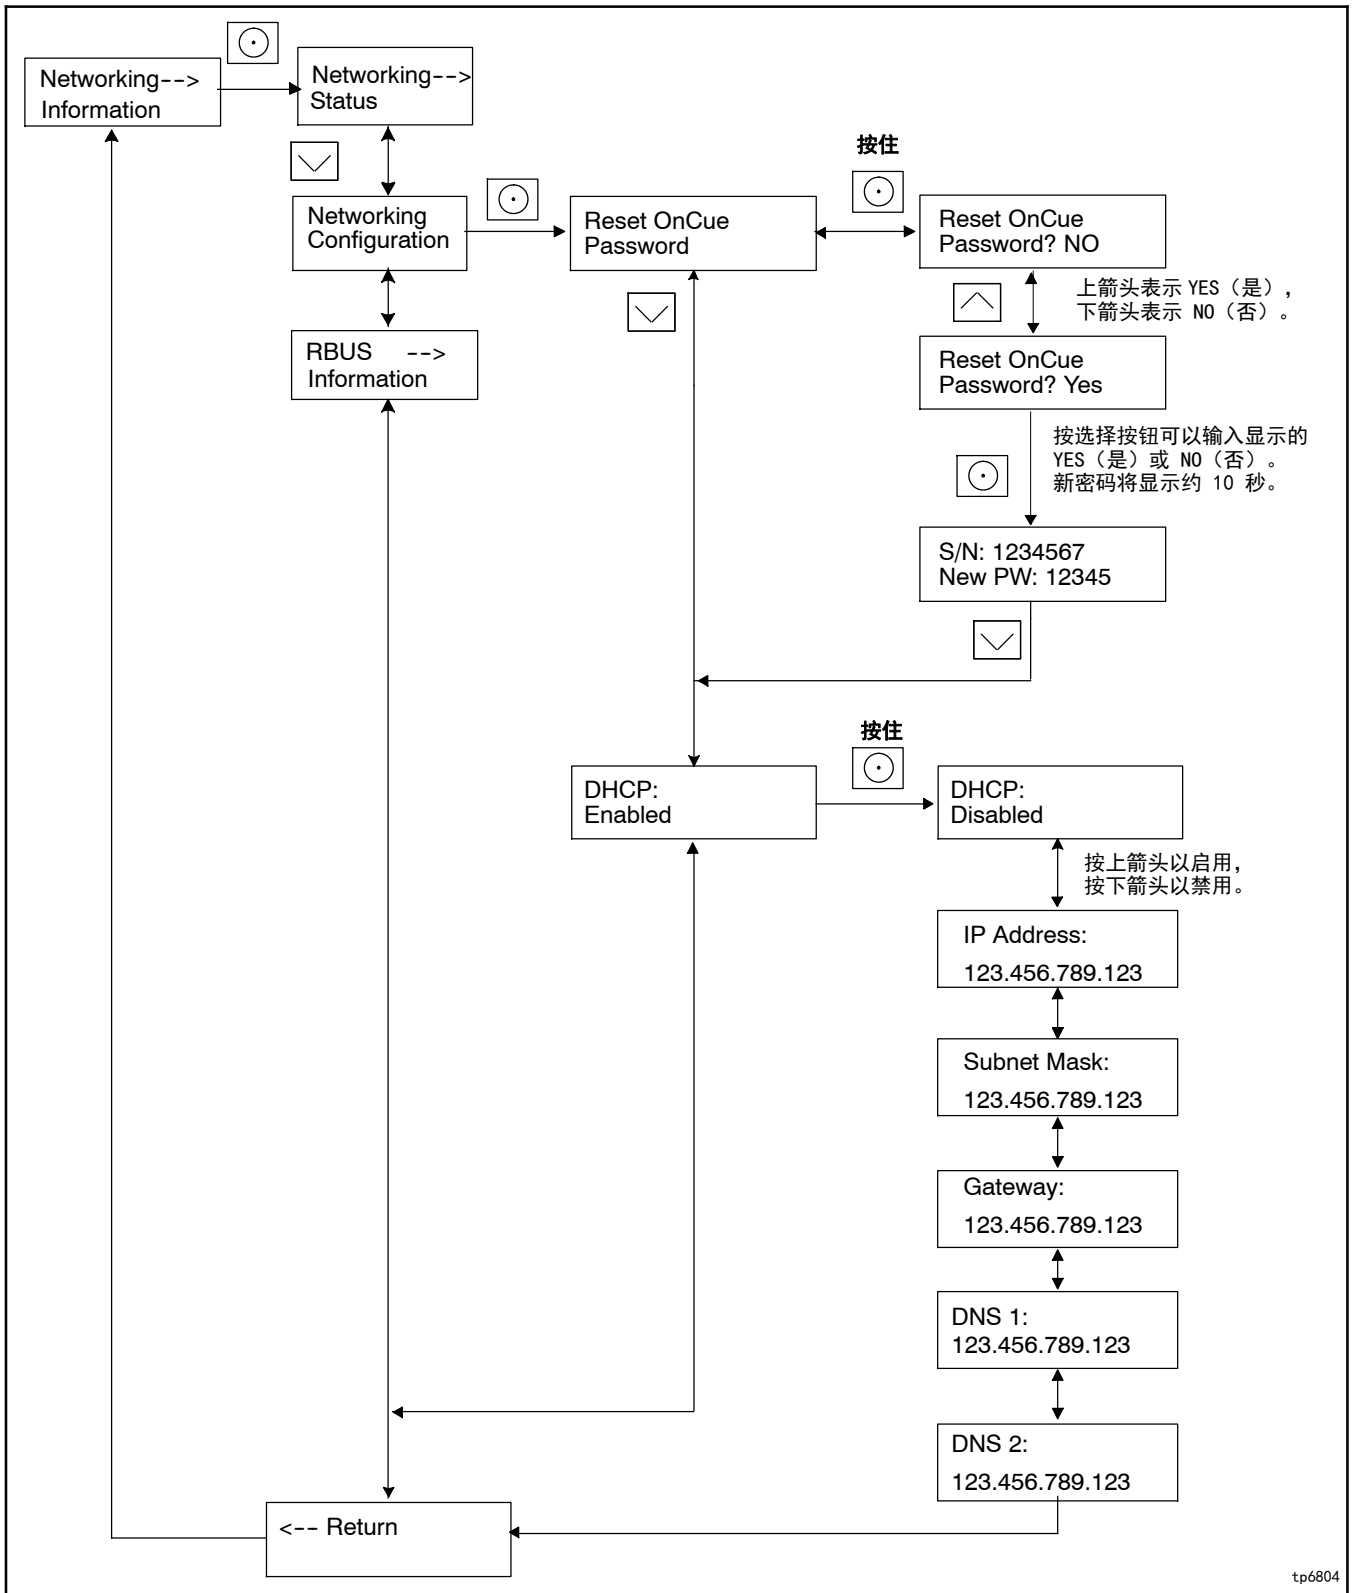 Networking-->
Information
Networking-->
Status
Networking
Configuration
RBUS -->
Information
Reset OnCue
Password
按住
Reset OnCue
Password? NO
上箭头表示 YES（是），
下箭头表示 NO（否）。
Reset OnCue
Password? Yes
按选择按钮可以输入显示的
YES（是）或 NO（否）。
新密码将显示约 10 秒。
S/N: 1234567
New PW: 12345
DHCP:
Enabled
按住
DHCP:
Disabled
按上箭头以启用，
按下箭头以禁用。
IP Address:
123.456.789.123
Subnet Mask:
123.456.789.123
Gateway:
123.456.789.123
DNS 1:
123.456.789.123
DNS 2:
123.456.789.123
<-- Return
tp6804